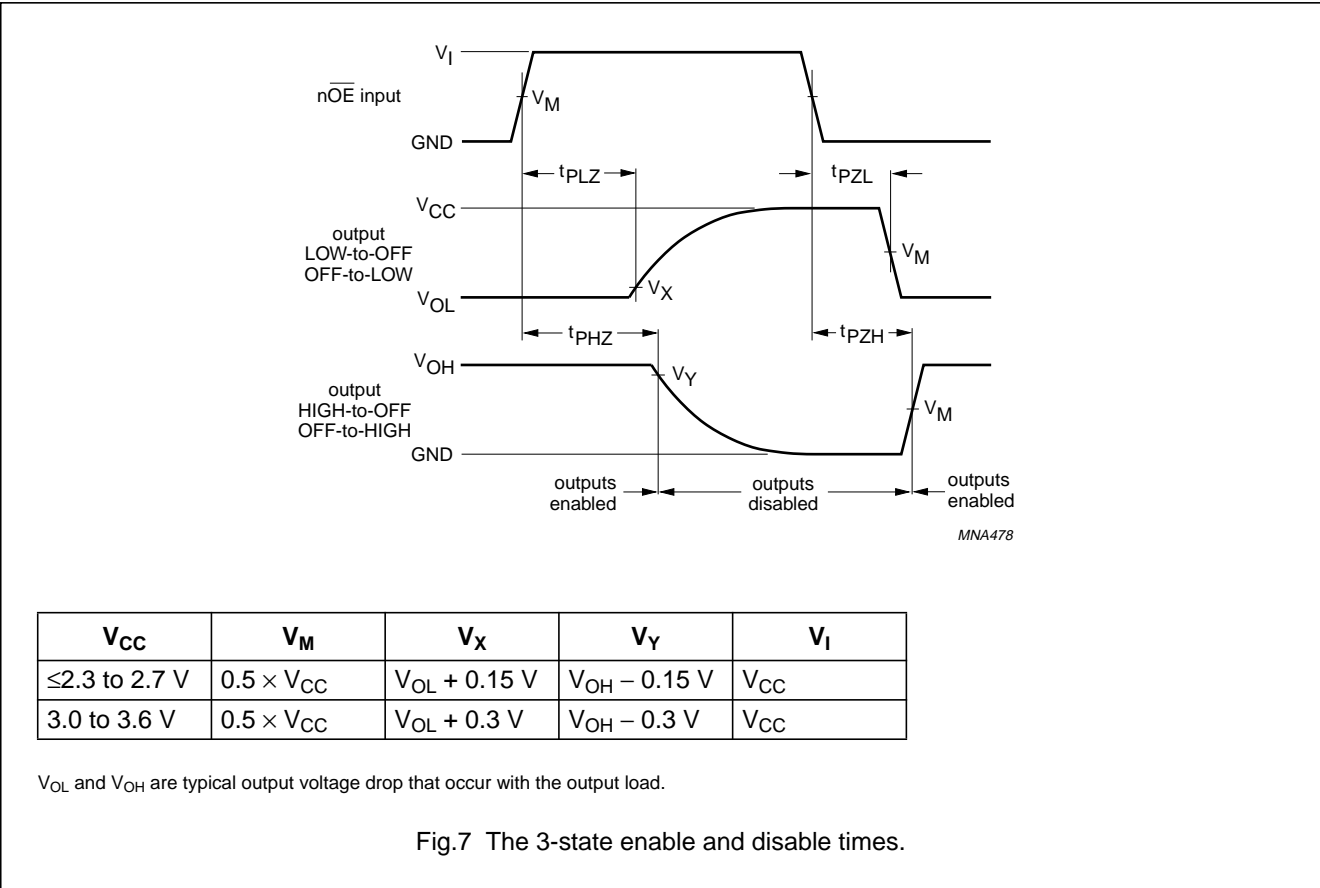 V_I
nOE input
V_M
GND
t_PLZ
t_PZL
V_CC
output
LOW-to-OFF
OFF-to-LOW
V_M
V_X
V_OL
t_PHZ
t_PZH
V_OH
V_Y
output
HIGH-to-OFF
OFF-to-HIGH
V_M
GND
outputs
enabled
outputs
disabled
outputs
enabled
MNA478
V_CC V_M V_X V_Y V_I
≤2.3 to 2.7 V 0.5 × V_CC V_OL + 0.15 V V_OH − 0.15 V V_CC
3.0 to 3.6 V 0.5 × V_CC V_OL + 0.3 V V_OH − 0.3 V V_CC
V_OL and V_OH are typical output voltage drop that occur with the output load.
Fig.7 The 3-state enable and disable times.